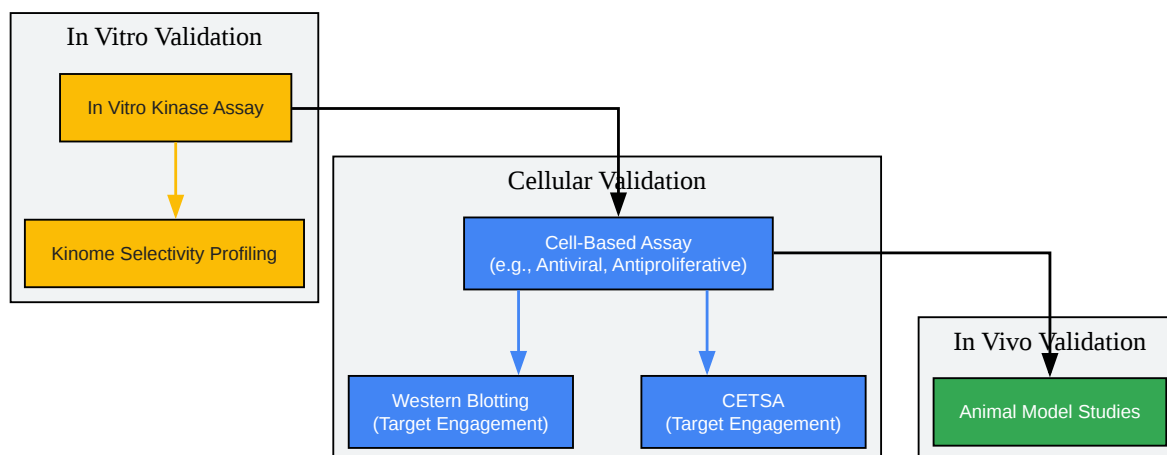 In Vitro Validation
In Vitro Kinase Assay
Kinome Selectivity Profiling
Cellular Validation
Cell-Based Assay
(e.g., Antiviral, Antiproliferative)
Western Blotting
(Target Engagement)
CETSA
(Target Engagement)
In Vivo Validation
Animal Model Studies